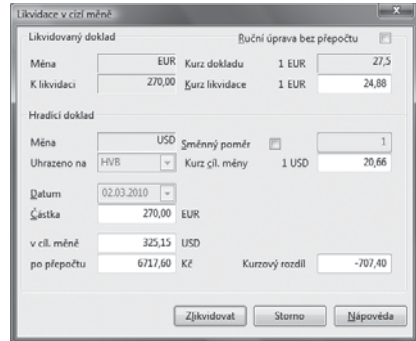 Likvidace v cizí měně
Likvidovaný doklad Ruční úprava bez přepočtu
Měna EUR Kurz dokladu 1 EUR 27,5
K likvidaci 270,00 Kurz likvidace 1 EUR 24,88
Hradící doklad
Měna USD Směnný poměr 1
Uhrazeno na HVB Kurz cíl. měny 1 USD 20,66
Datum 02.03.2010
Částka 270,00 EUR
v cíl. měně 325,15 USD
po přepočtu 6717,60 Kč Kurzový rozdíl -707,40
Zlikvidovat Storno Nápověda